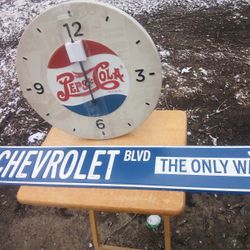 12
9
PEPSI-COLA
3
6
CHEVROLET BLVD THE ONLY W